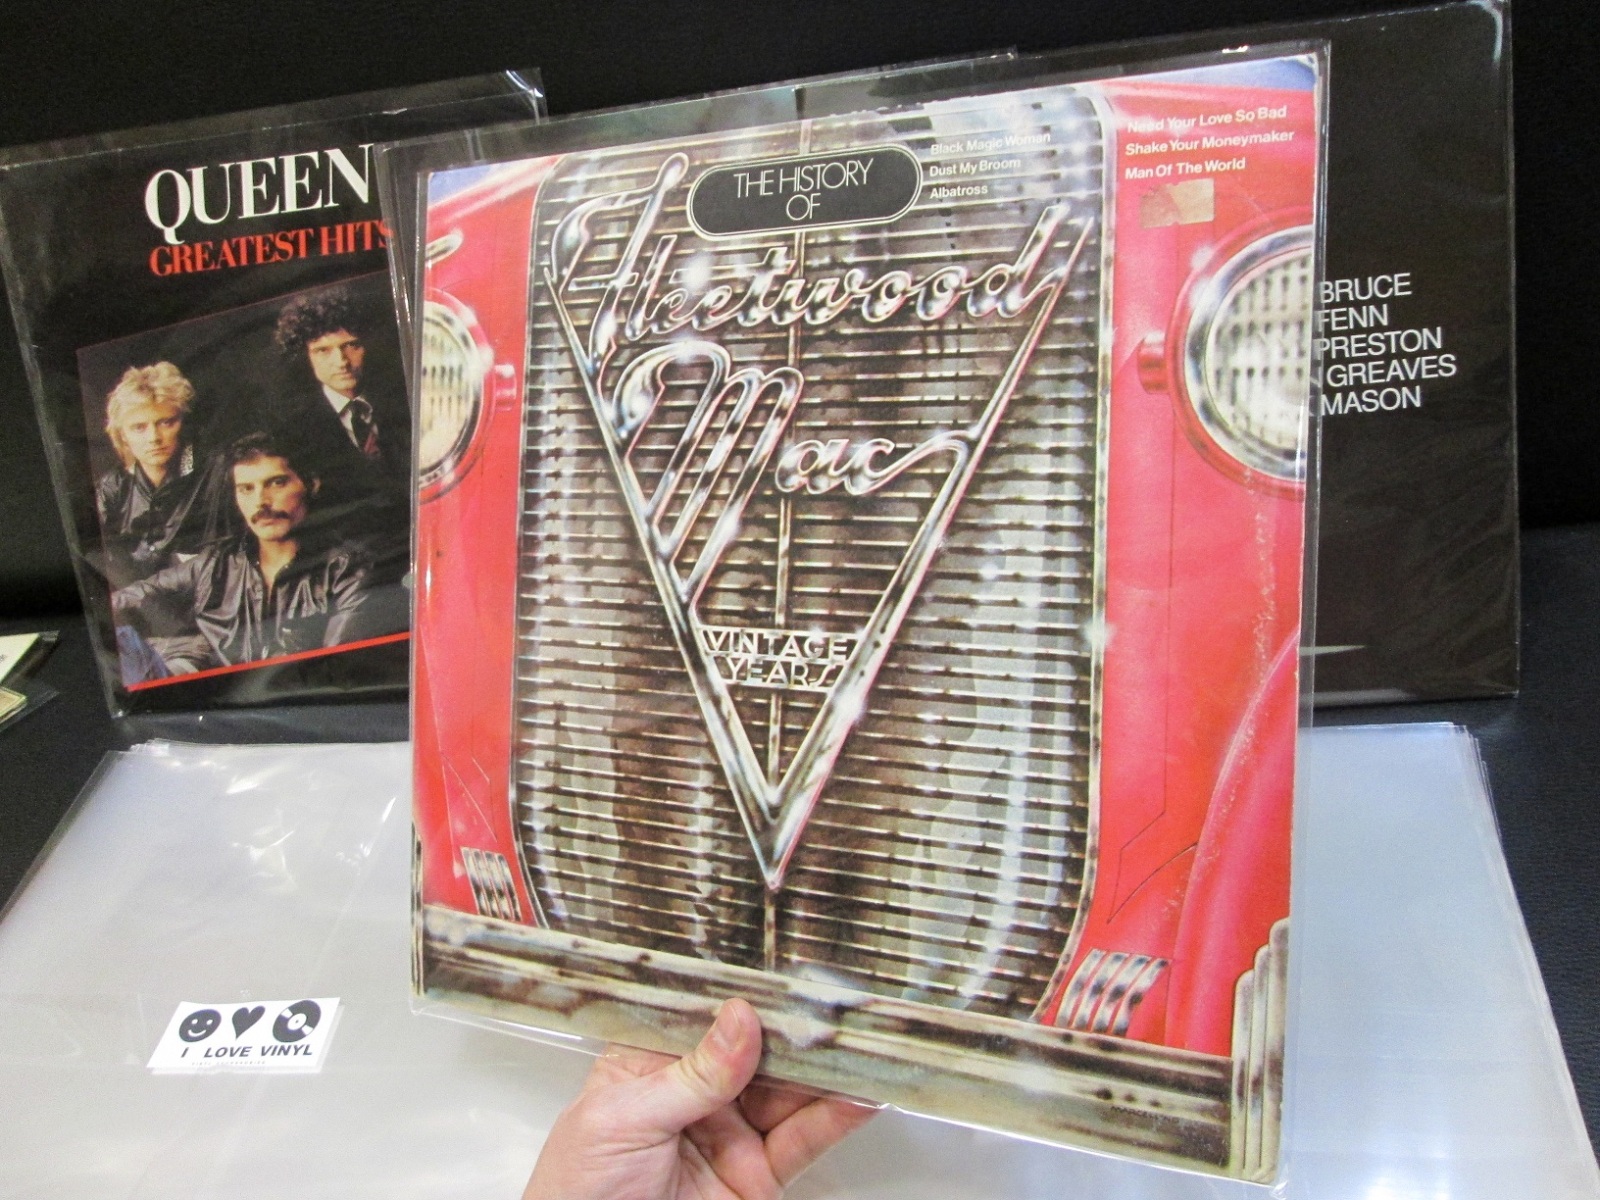 QUEEN
GREATEST HITS
THE HISTORY
OF
Black Magic Woman
Dust My Broom
Albatross
Need Your Love So Bad
Shake Your Moneymaker
Man Of The World
Fleetwood
Mac
VINTAGE
YEARS
BRUCE
FENN
PRESTON
GREAVES
MASON
I LOVE VINYL